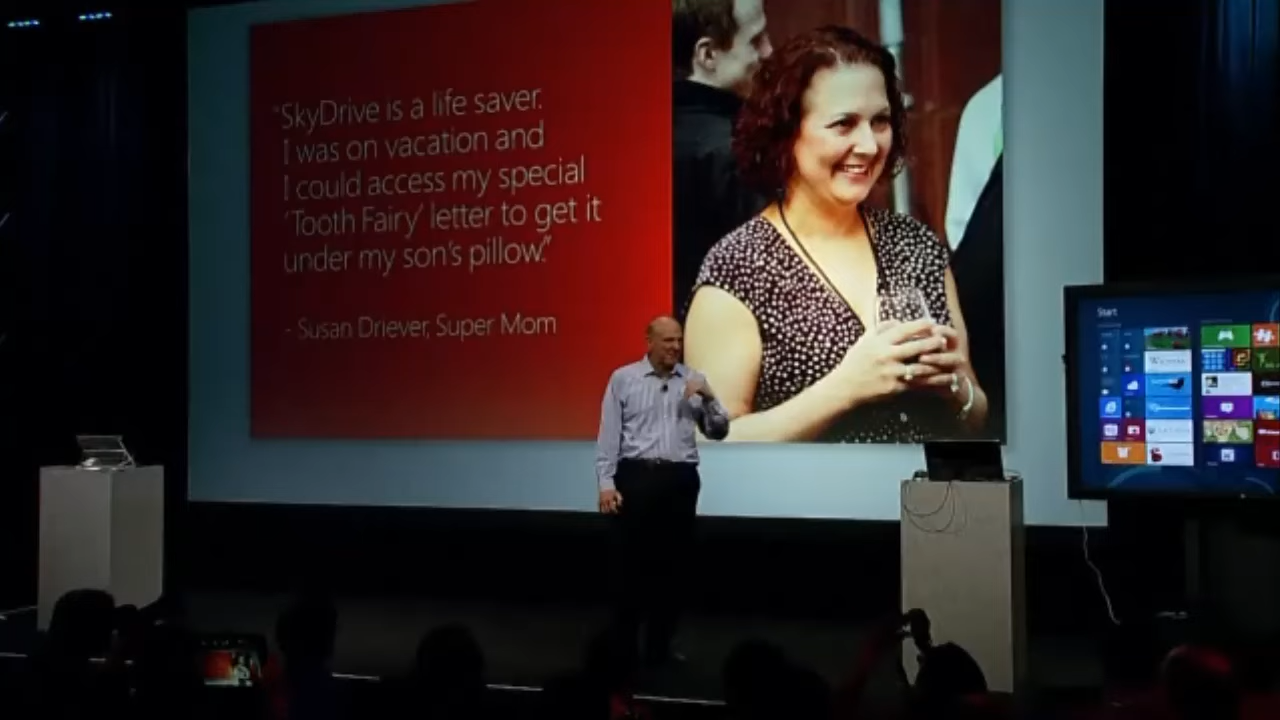 "SkyDrive is a life saver.
I was on vacation and
I could access my special
'Tooth Fairy' letter to get it
under my son's pillow."
- Susan Driever, Super Mom
Start